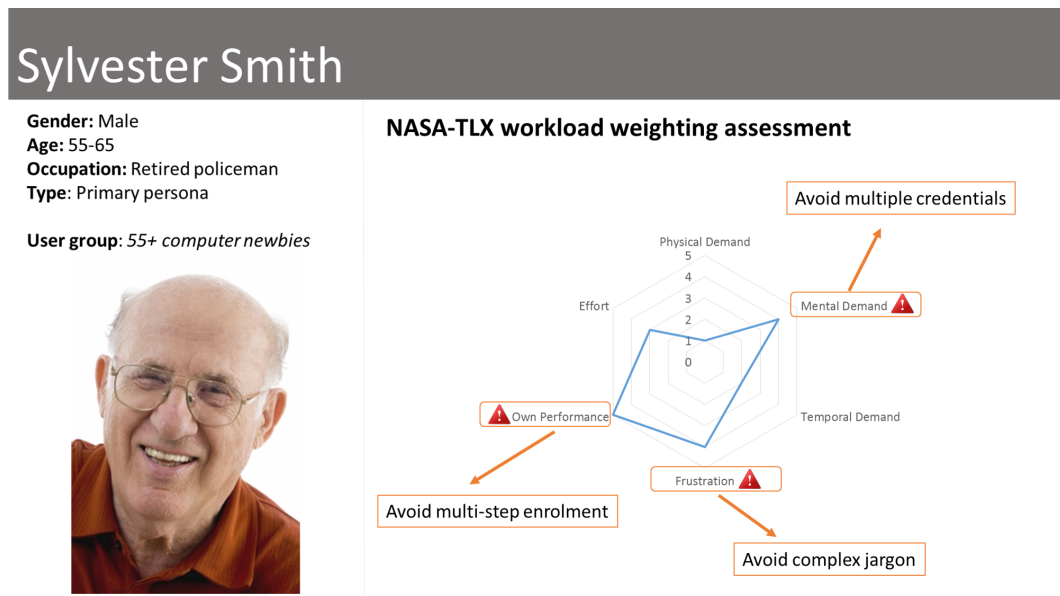 Sylvester Smith
Gender: Male
Age: 55-65
Occupation: Retired policeman
Type: Primary persona
User group: 55+ computer newbies
NASA-TLX workload weighting assessment
Avoid multiple credentials
Physical Demand
5
4
3
2
1
0
Effort
Mental Demand
Own Performance
Temporal Demand
Frustration
Avoid multi-step enrolment
Avoid complex jargon